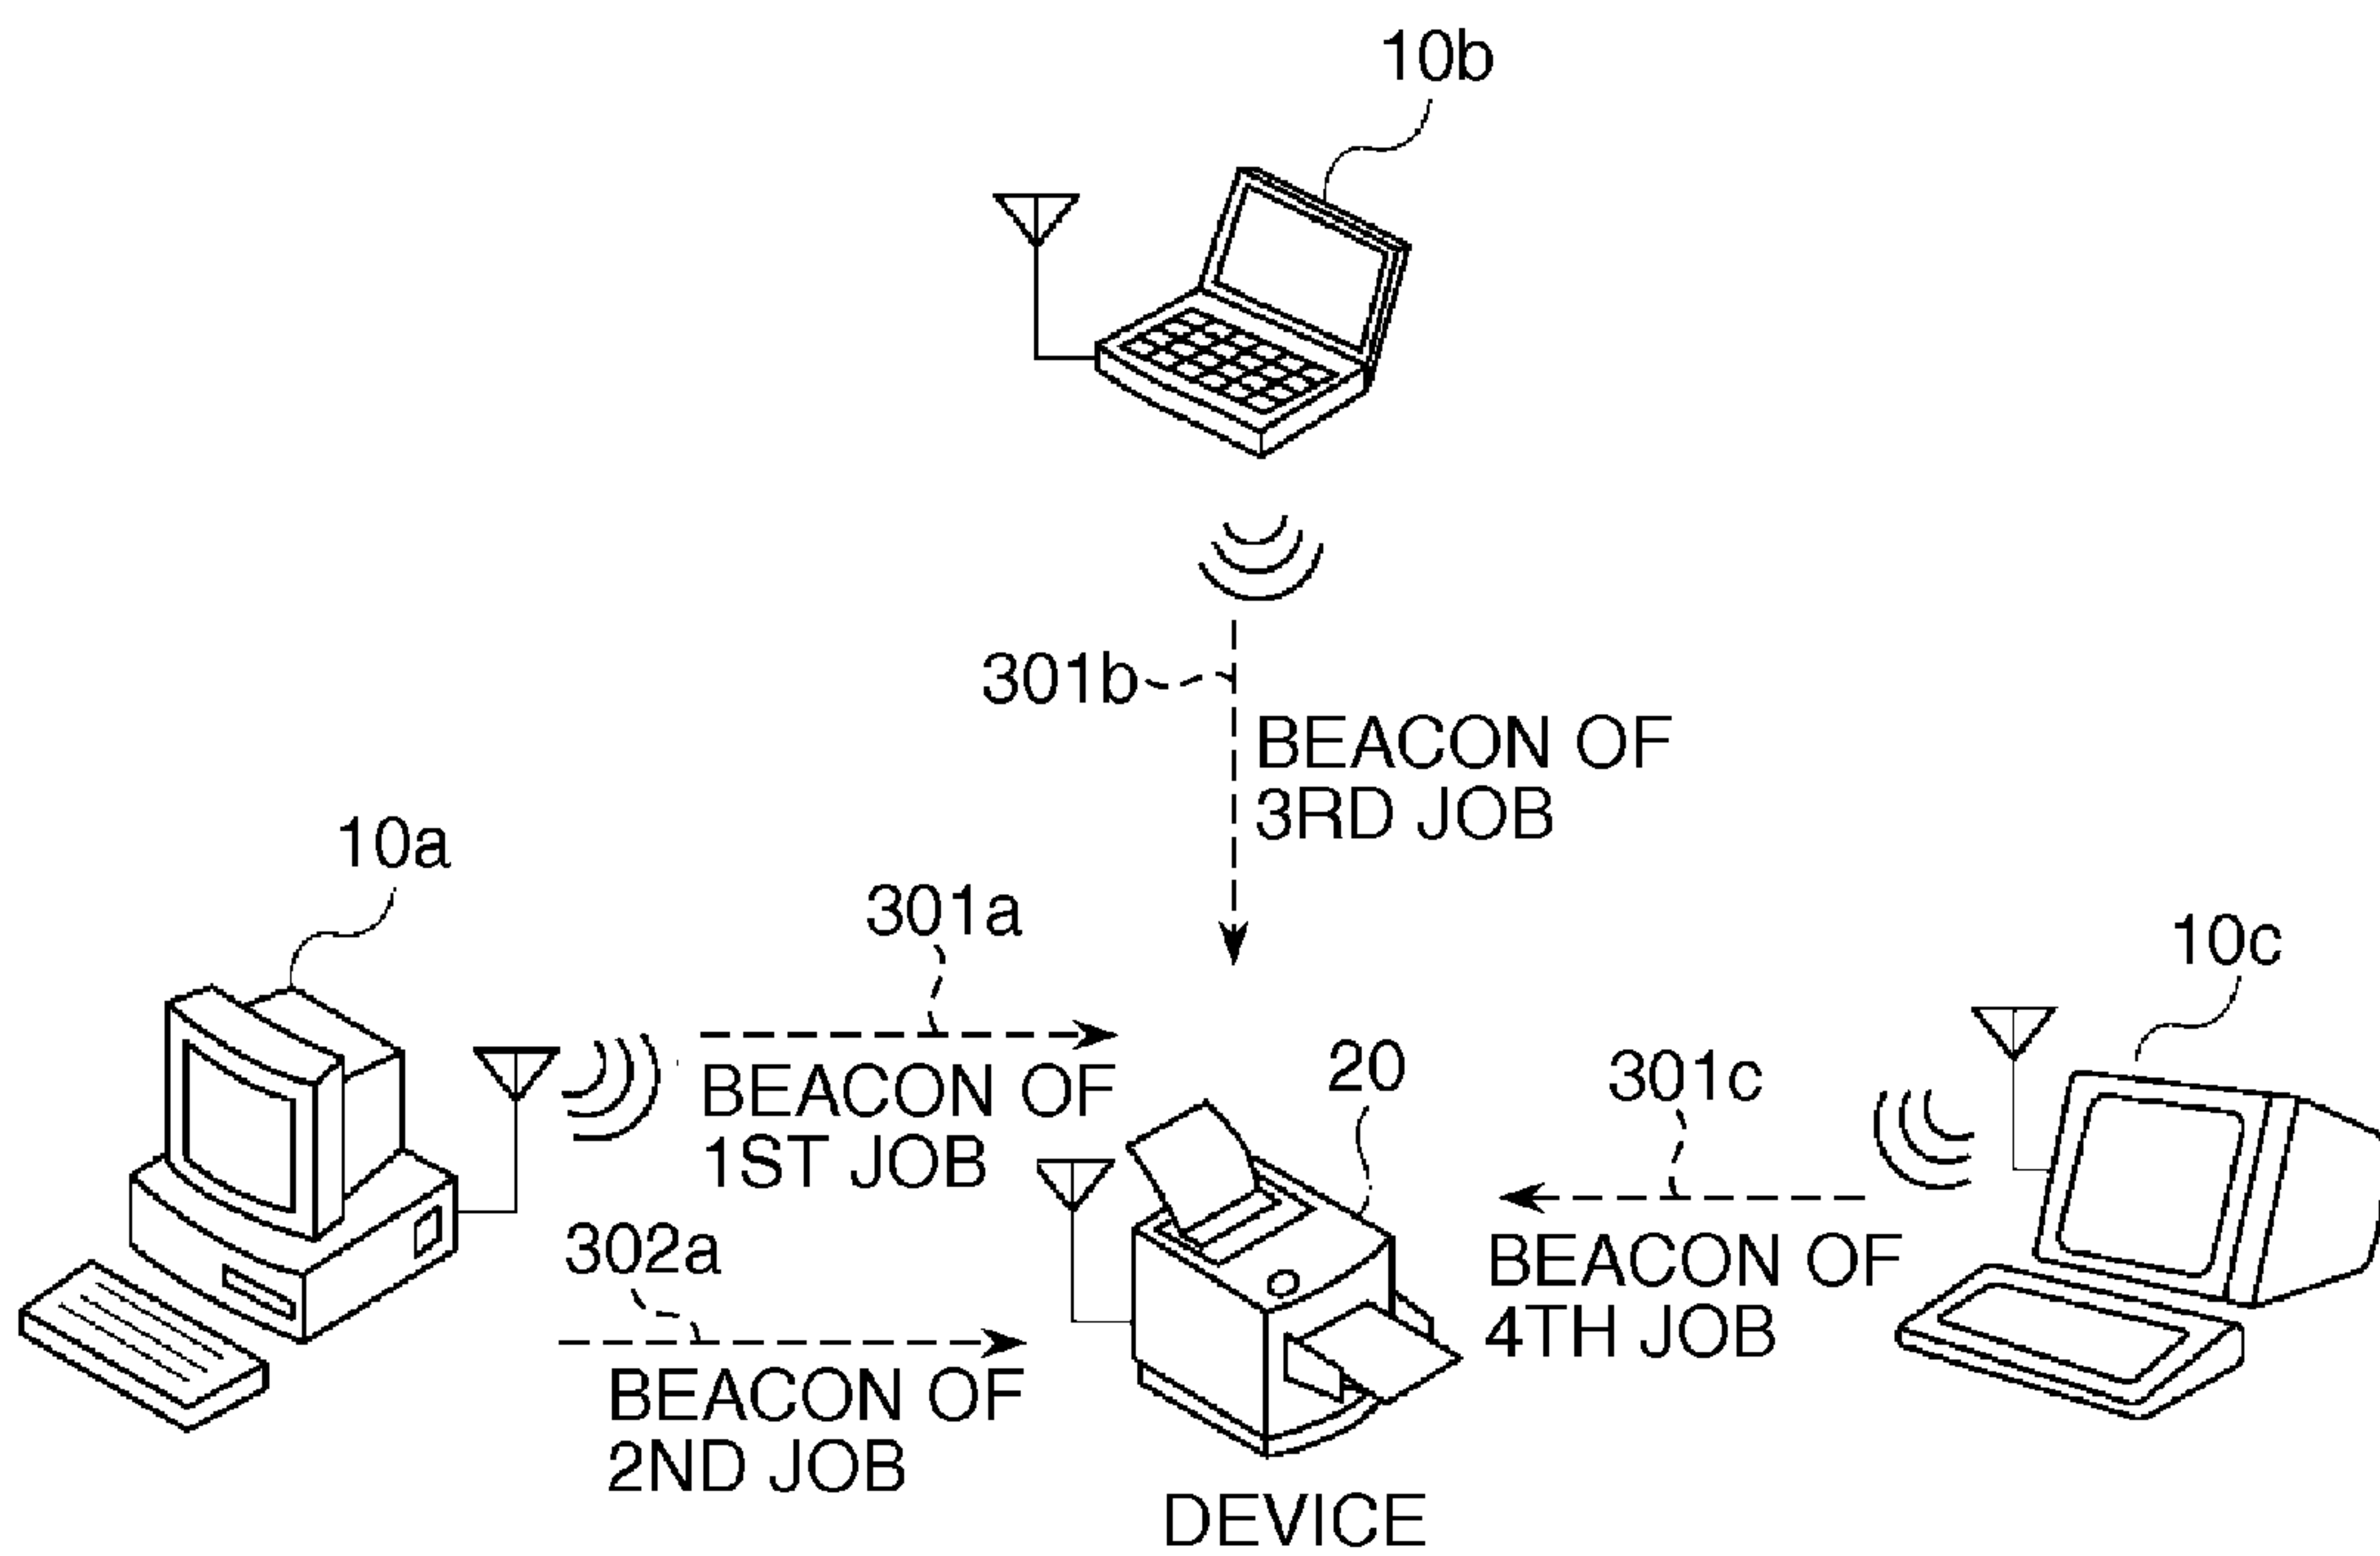 10b
301b
BEACON OF
3RD JOB
10a
301a
10c
BEACON OF
1ST JOB
20
301c
302a
BEACON OF
4TH JOB
BEACON OF
2ND JOB
DEVICE